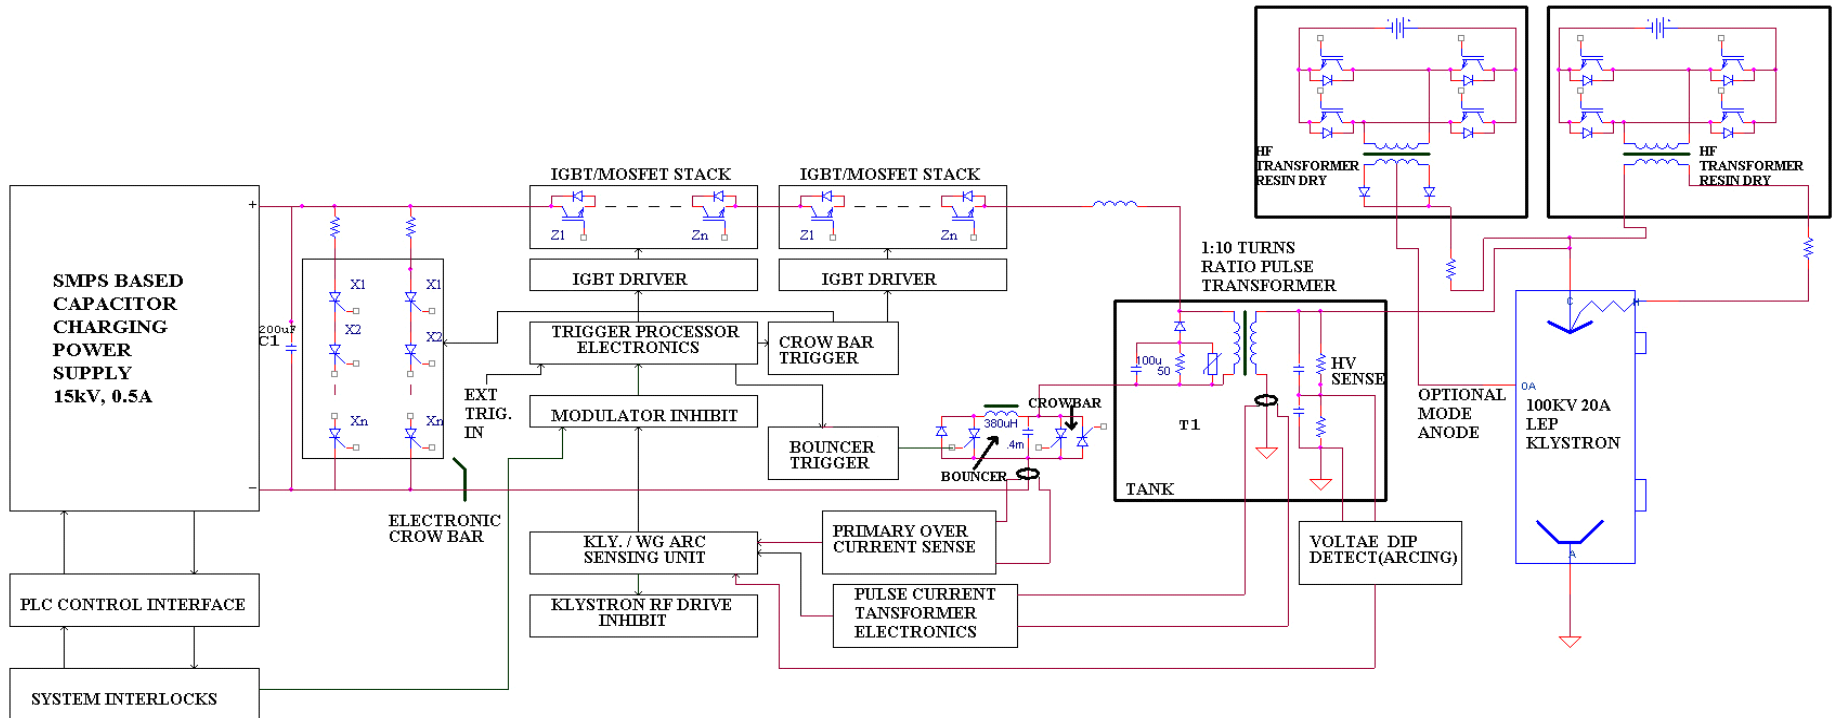 HF
TRANSFORMER
RESIN DRY
HF
TRANSFORMER
RESIN DRY
IGBT/MOSFET STACK
IGBT/MOSFET STACK
+
Z1
Zn
Z1
Zn
SMPS BASED
CAPACITOR
CHARGING
POWER
SUPPLY
15kV, 0.5A
200uF
C1
X1
X1
X2
X2
Xn
Xn
IGBT DRIVER
IGBT DRIVER
1:10 TURNS
RATIO PULSE
TRANSFORMER
TRIGGER PROCESSOR
ELECTRONICS
CROW BAR
TRIGGER
EXT
TRIG.
IN
MODULATOR INHIBIT
BOUNCER
TRIGGER
100u
50
HV
SENSE
T1
TANK
CROWBAR
380uH
.4m
BOUNCER
OPTIONAL
MODE
ANODE
C
H
OA
100KV 20A
LEP
KLYSTRON
A
−
ELECTRONIC
CROW BAR
KLY. / WG ARC
SENSING UNIT
PRIMARY OVER
CURRENT SENSE
VOLTAE DIP
DETECT(ARCING)
PLC CONTROL INTERFACE
KLYSTRON RF DRIVE
INHIBIT
PULSE CURRENT
TANSFORMER
ELECTRONICS
SYSTEM INTERLOCKS